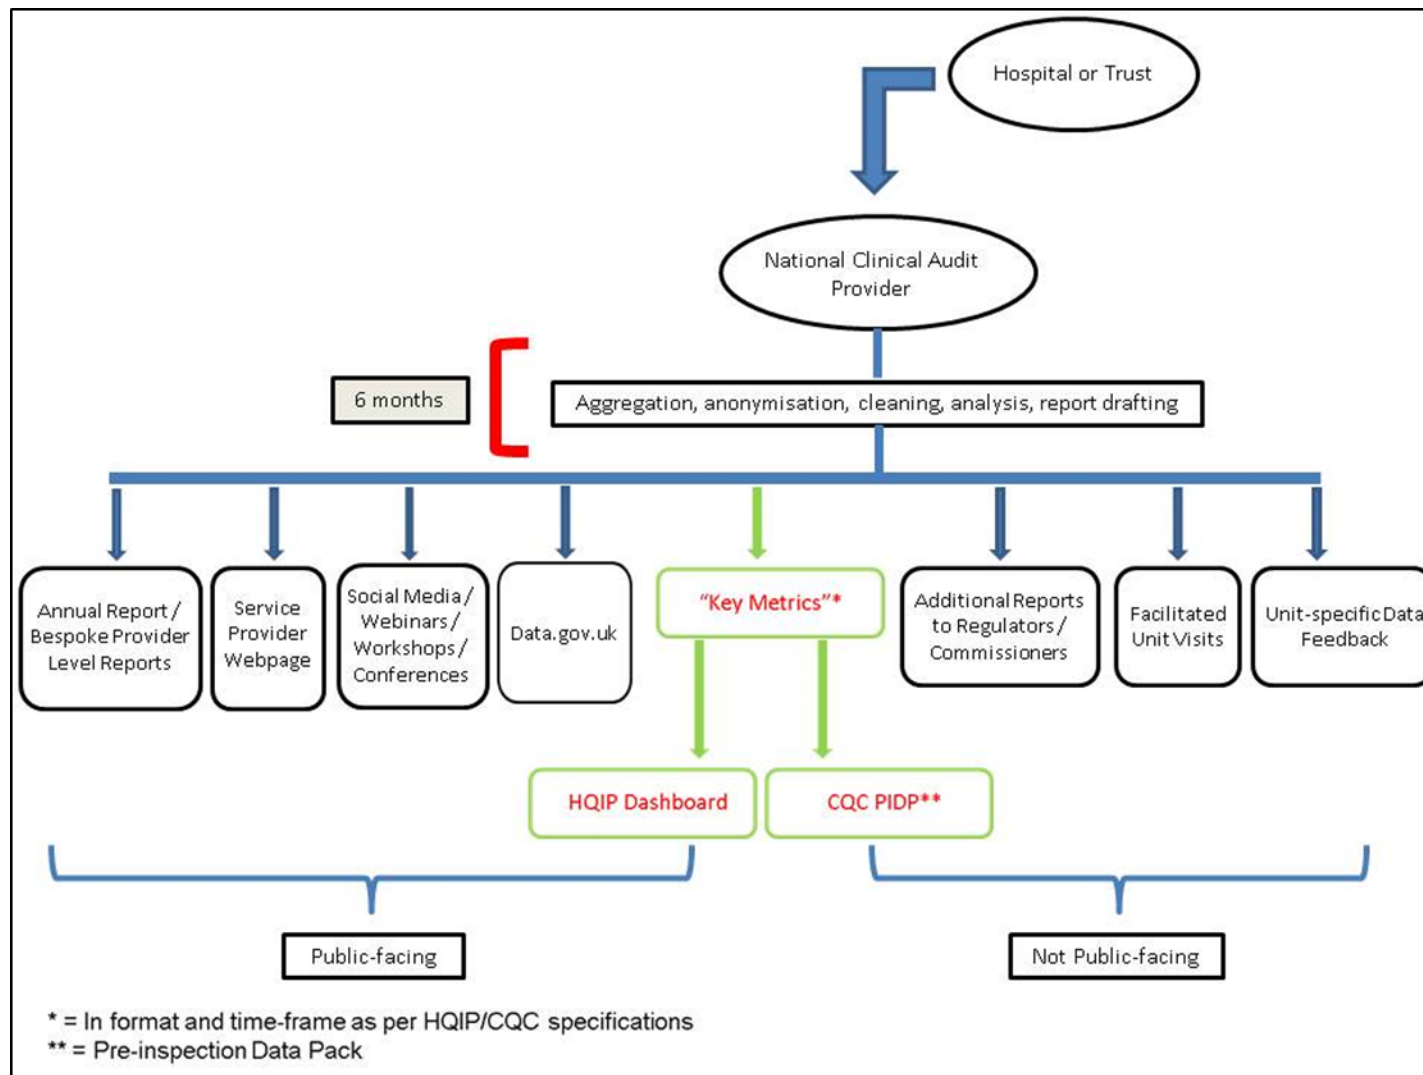 Hospital or Trust
National Clinical Audit
Provider
6 months
Aggregation, anonymisation, cleaning, analysis, report drafting
Annual Report /
Bespoke Provider
Level Reports
Service
Provider
Webpage
Social Media /
Webinars /
Workshops /
Conferences
Data.gov.uk
“Key Metrics”*
Additional Reports
to Regulators /
Commissioners
Facilitated
Unit Visits
Unit-specific Data
Feedback
HQIP Dashboard
CQC PIDP**
Public-facing
Not Public-facing
* = In format and time-frame as per HQIP/CQC specifications
** = Pre-inspection Data Pack